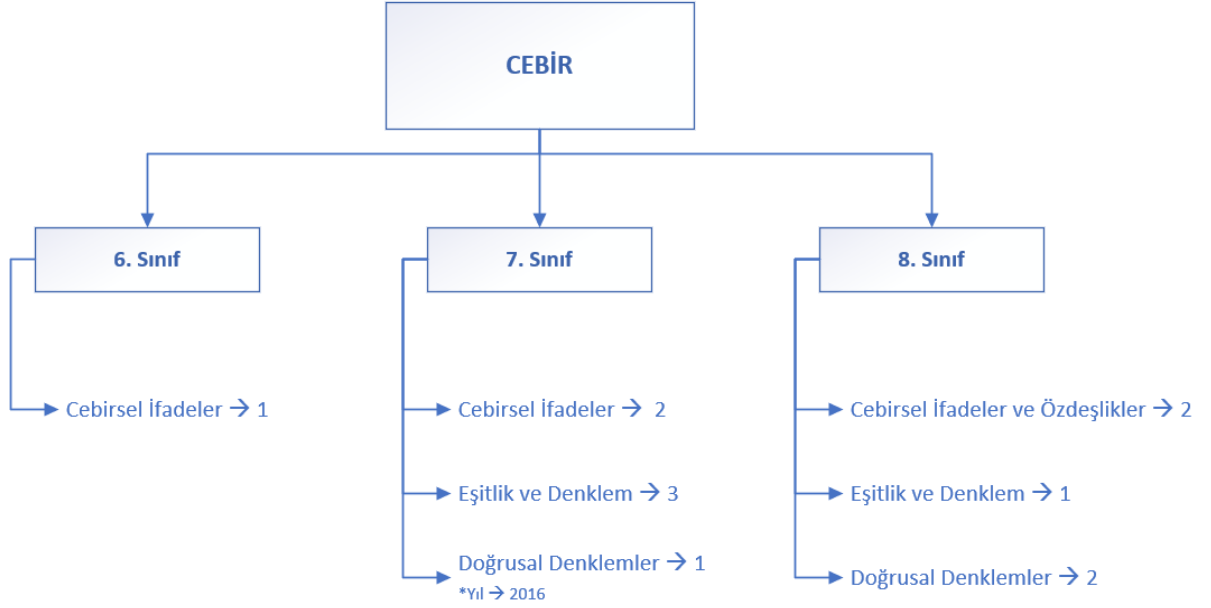 CEBİR
6. Sınıf
7. Sınıf
8. Sınıf
Cebirsel İfadeler → 1
Cebirsel İfadeler → 2
Cebirsel İfadeler ve Özdeşlikler → 2
Eşitlik ve Denklem → 3
Eşitlik ve Denklem → 1
Doğrusal Denklemler → 1
*Yıl → 2016
Doğrusal Denklemler → 2